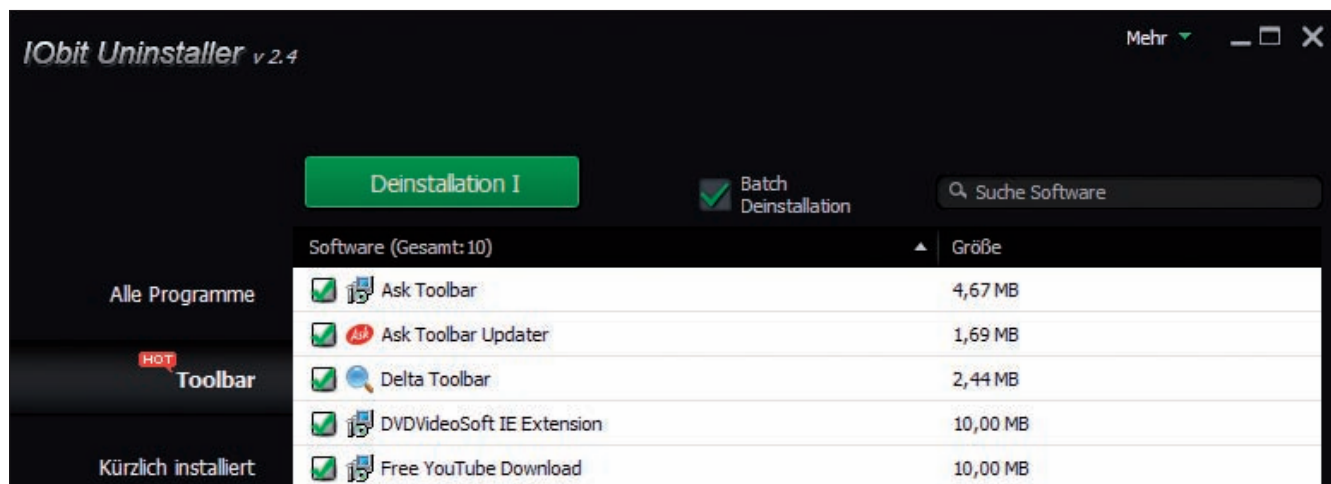 IObit Uninstaller v 2.4
Mehr
Deinstallation I
Batch
Deinstallation
Suche Software
Software (Gesamt: 10)
Größe
Alle Programme
Ask Toolbar
4,67 MB
Ask
Ask Toolbar Updater
1,69 MB
HOT
Toolbar
Delta Toolbar
2,44 MB
DVDVideoSoft IE Extension
10,00 MB
Kürzlich installiert
Free YouTube Download
10,00 MB